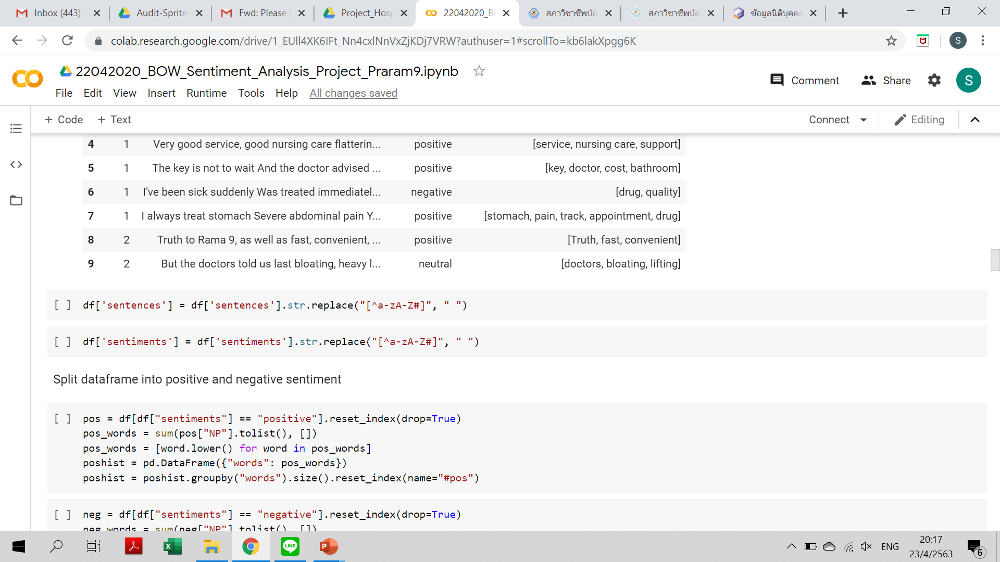 Inbox (443) -
Audit-Sprite
Fwd: Please j
Project_Hosp
22042020_BO
สภาวิชาชีพบัญ
สภาวิชาชีพบัญ
ข้อมูลนิติบุคคล
colab.research.google.com/drive/1_EUll4XK6IFt_Nn4cxlNnVxZjKDj7VRW?authuser=1#scrollTo=kb6lakXpgg6K
S
22042020_BOW_Sentiment_Analysis_Project_Praram9.ipynb
Comment Share S
File Edit View Insert Runtime Tools Help All changes saved
+ Code + Text Connect Editing
4 1 Very good service, good nursing care flatterin... positive [service, nursing care, support]
5 1 The key is not to wait And the doctor advised ... positive [key, doctor, cost, bathroom]
6 1 I've been sick suddenly Was treated immediatel... negative [drug, quality]
7 1 I always treat stomach Severe abdominal pain Y... positive [stomach, pain, track, appointment, drug]
8 2 Truth to Rama 9, as well as fast, convenient, ... positive [Truth, fast, convenient]
9 2 But the doctors told us last bloating, heavy l... neutral [doctors, bloating, lifting]
[ ] df['sentences'] = df['sentences'].str.replace("[^a-zA-Z#]", " ")
[ ] df['sentiments'] = df['sentiments'].str.replace("[^a-zA-Z#]", " ")
Split dataframe into positive and negative sentiment
[ ] pos = df[df["sentiments"] == "positive"].reset_index(drop=True)
pos_words = sum(pos["NP"].tolist(), [])
pos_words = [word.lower() for word in pos_words]
poshist = pd.DataFrame({"words": pos_words})
poshist = poshist.groupby("words").size().reset_index(name="#pos")
[ ] neg = df[df["sentiments"] == "negative"].reset_index(drop=True)
neg_words = sum(neg["NP"].tolist(), [])
LINE
ENG
20:17
23/4/2563
6